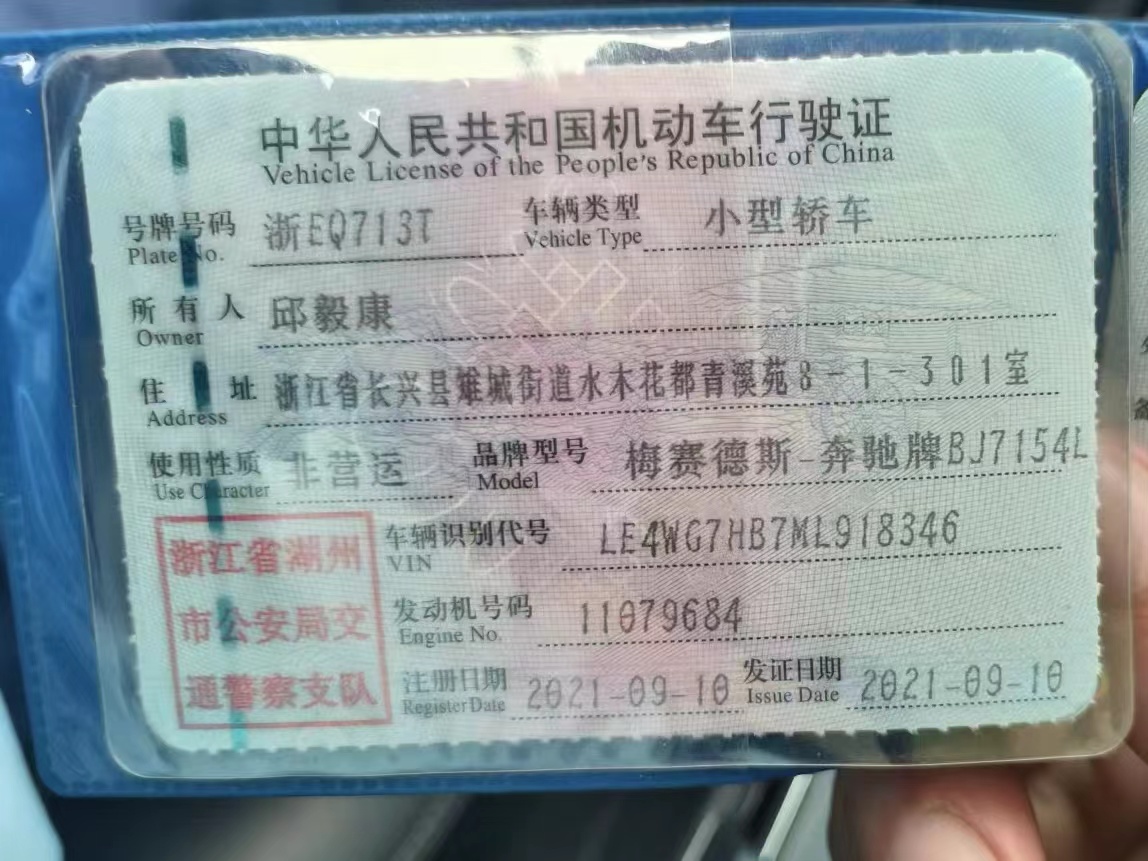 中华人民共和国机动车行驶证
Vehicle License of the People's Republic of China
号牌号码 浙EQ713T 车辆类型 小型轿车
Plate No. Vehicle Type
所有人 邱毅康
Owner
住址 浙江省长兴县雉城街道水木花都青溪苑8-1-301室
Address
使用性质 非营运 品牌型号 梅赛德斯-奔驰牌BJ7154L
Use Character Model
浙江省湖州 车辆识别代号 LE4WG7HB7ML918346
VIN
市公安局交 发动机号码 11079684
Engine No.
通警察支队 注册日期 2021-09-10 发证日期 2021-09-10
Register Date Issue Date